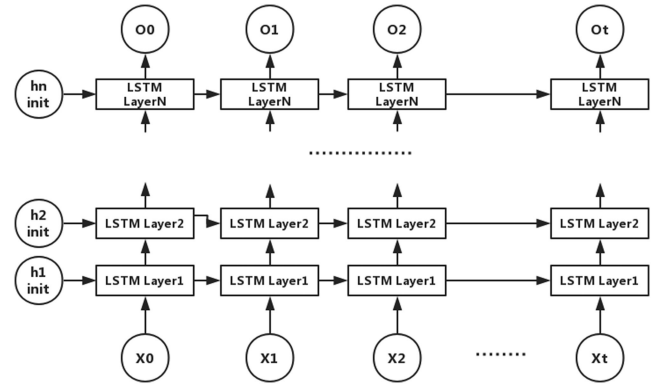 O0 O1 O2 Ot
hn
init
LSTM
LayerN
LSTM
LayerN
LSTM
LayerN
LSTM
LayerN
................
h2
init
LSTM Layer2 LSTM Layer2 LSTM Layer2 LSTM Layer2
h1
init
LSTM Layer1 LSTM Layer1 LSTM Layer1 LSTM Layer1
X0 X1 X2 ........ Xt